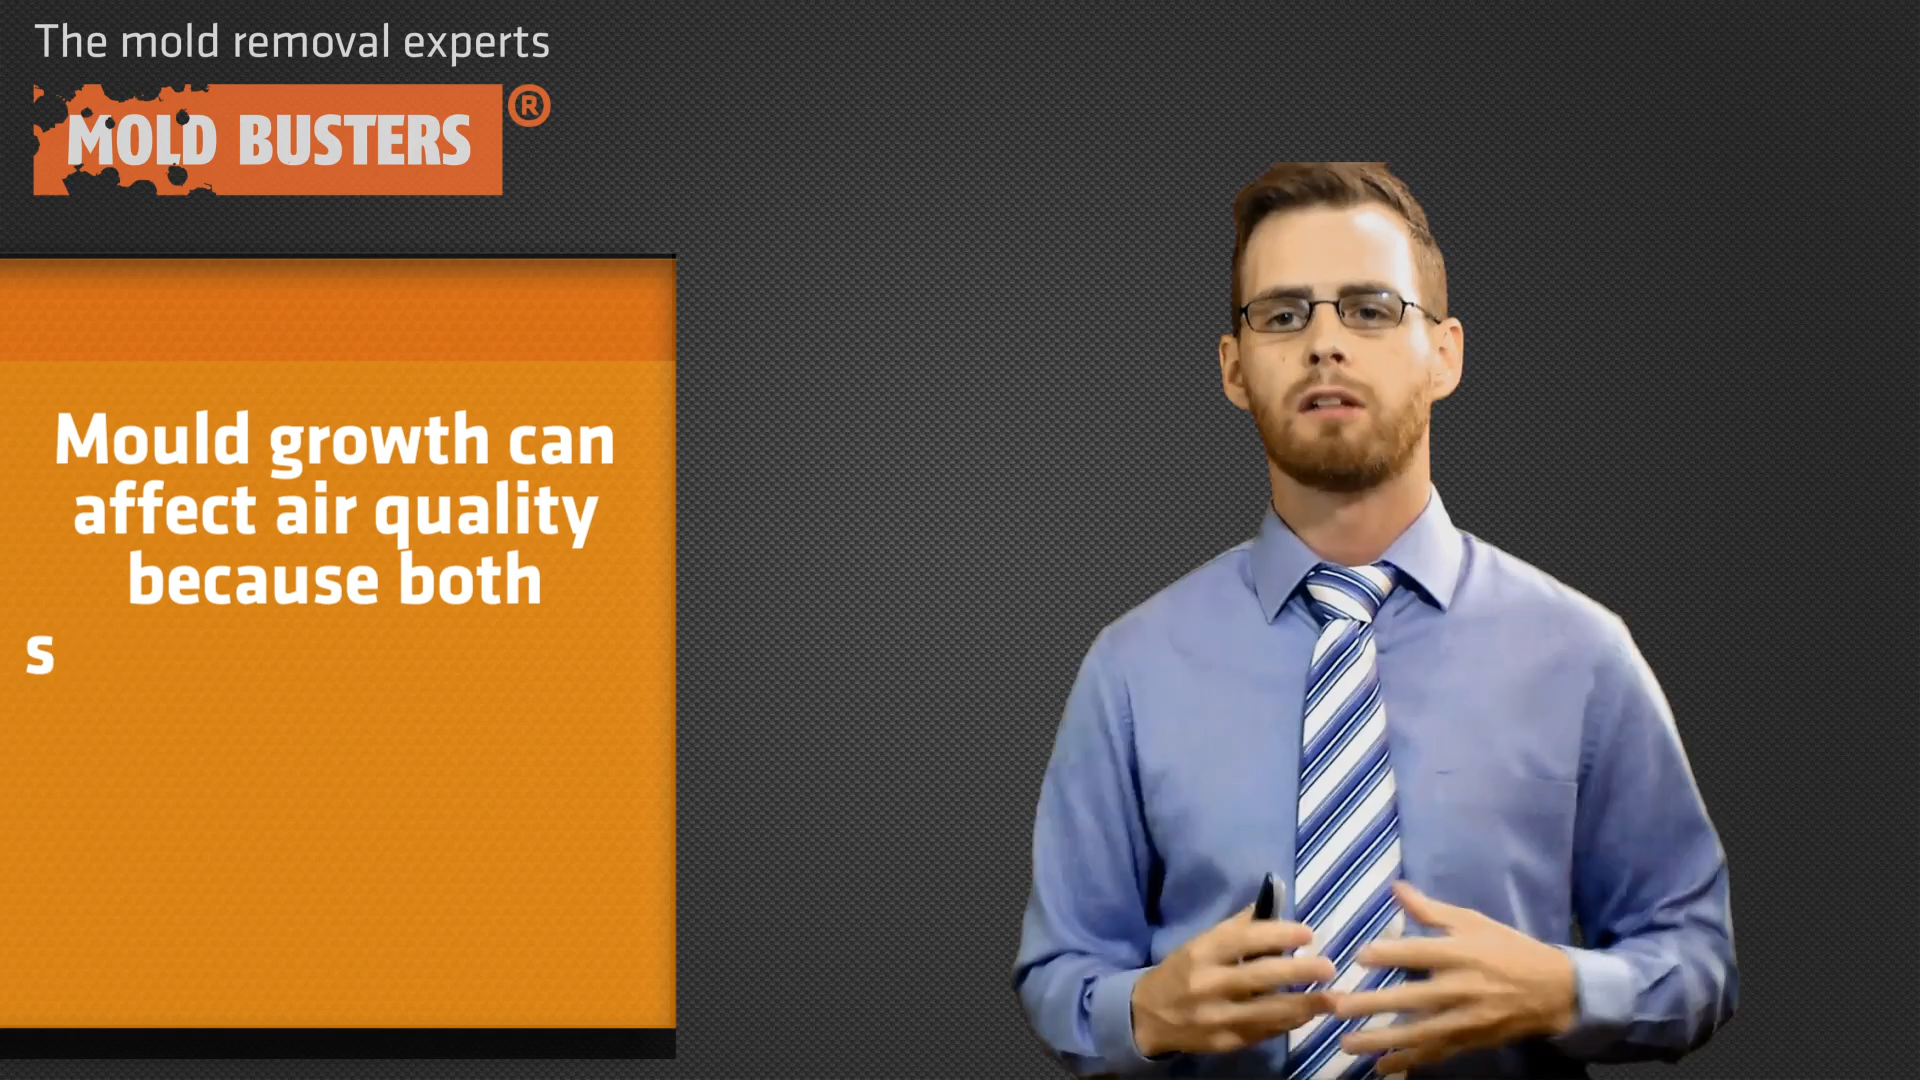 The mold removal experts
MOLD BUSTERS ®
Mould growth can
affect air quality
because both
s